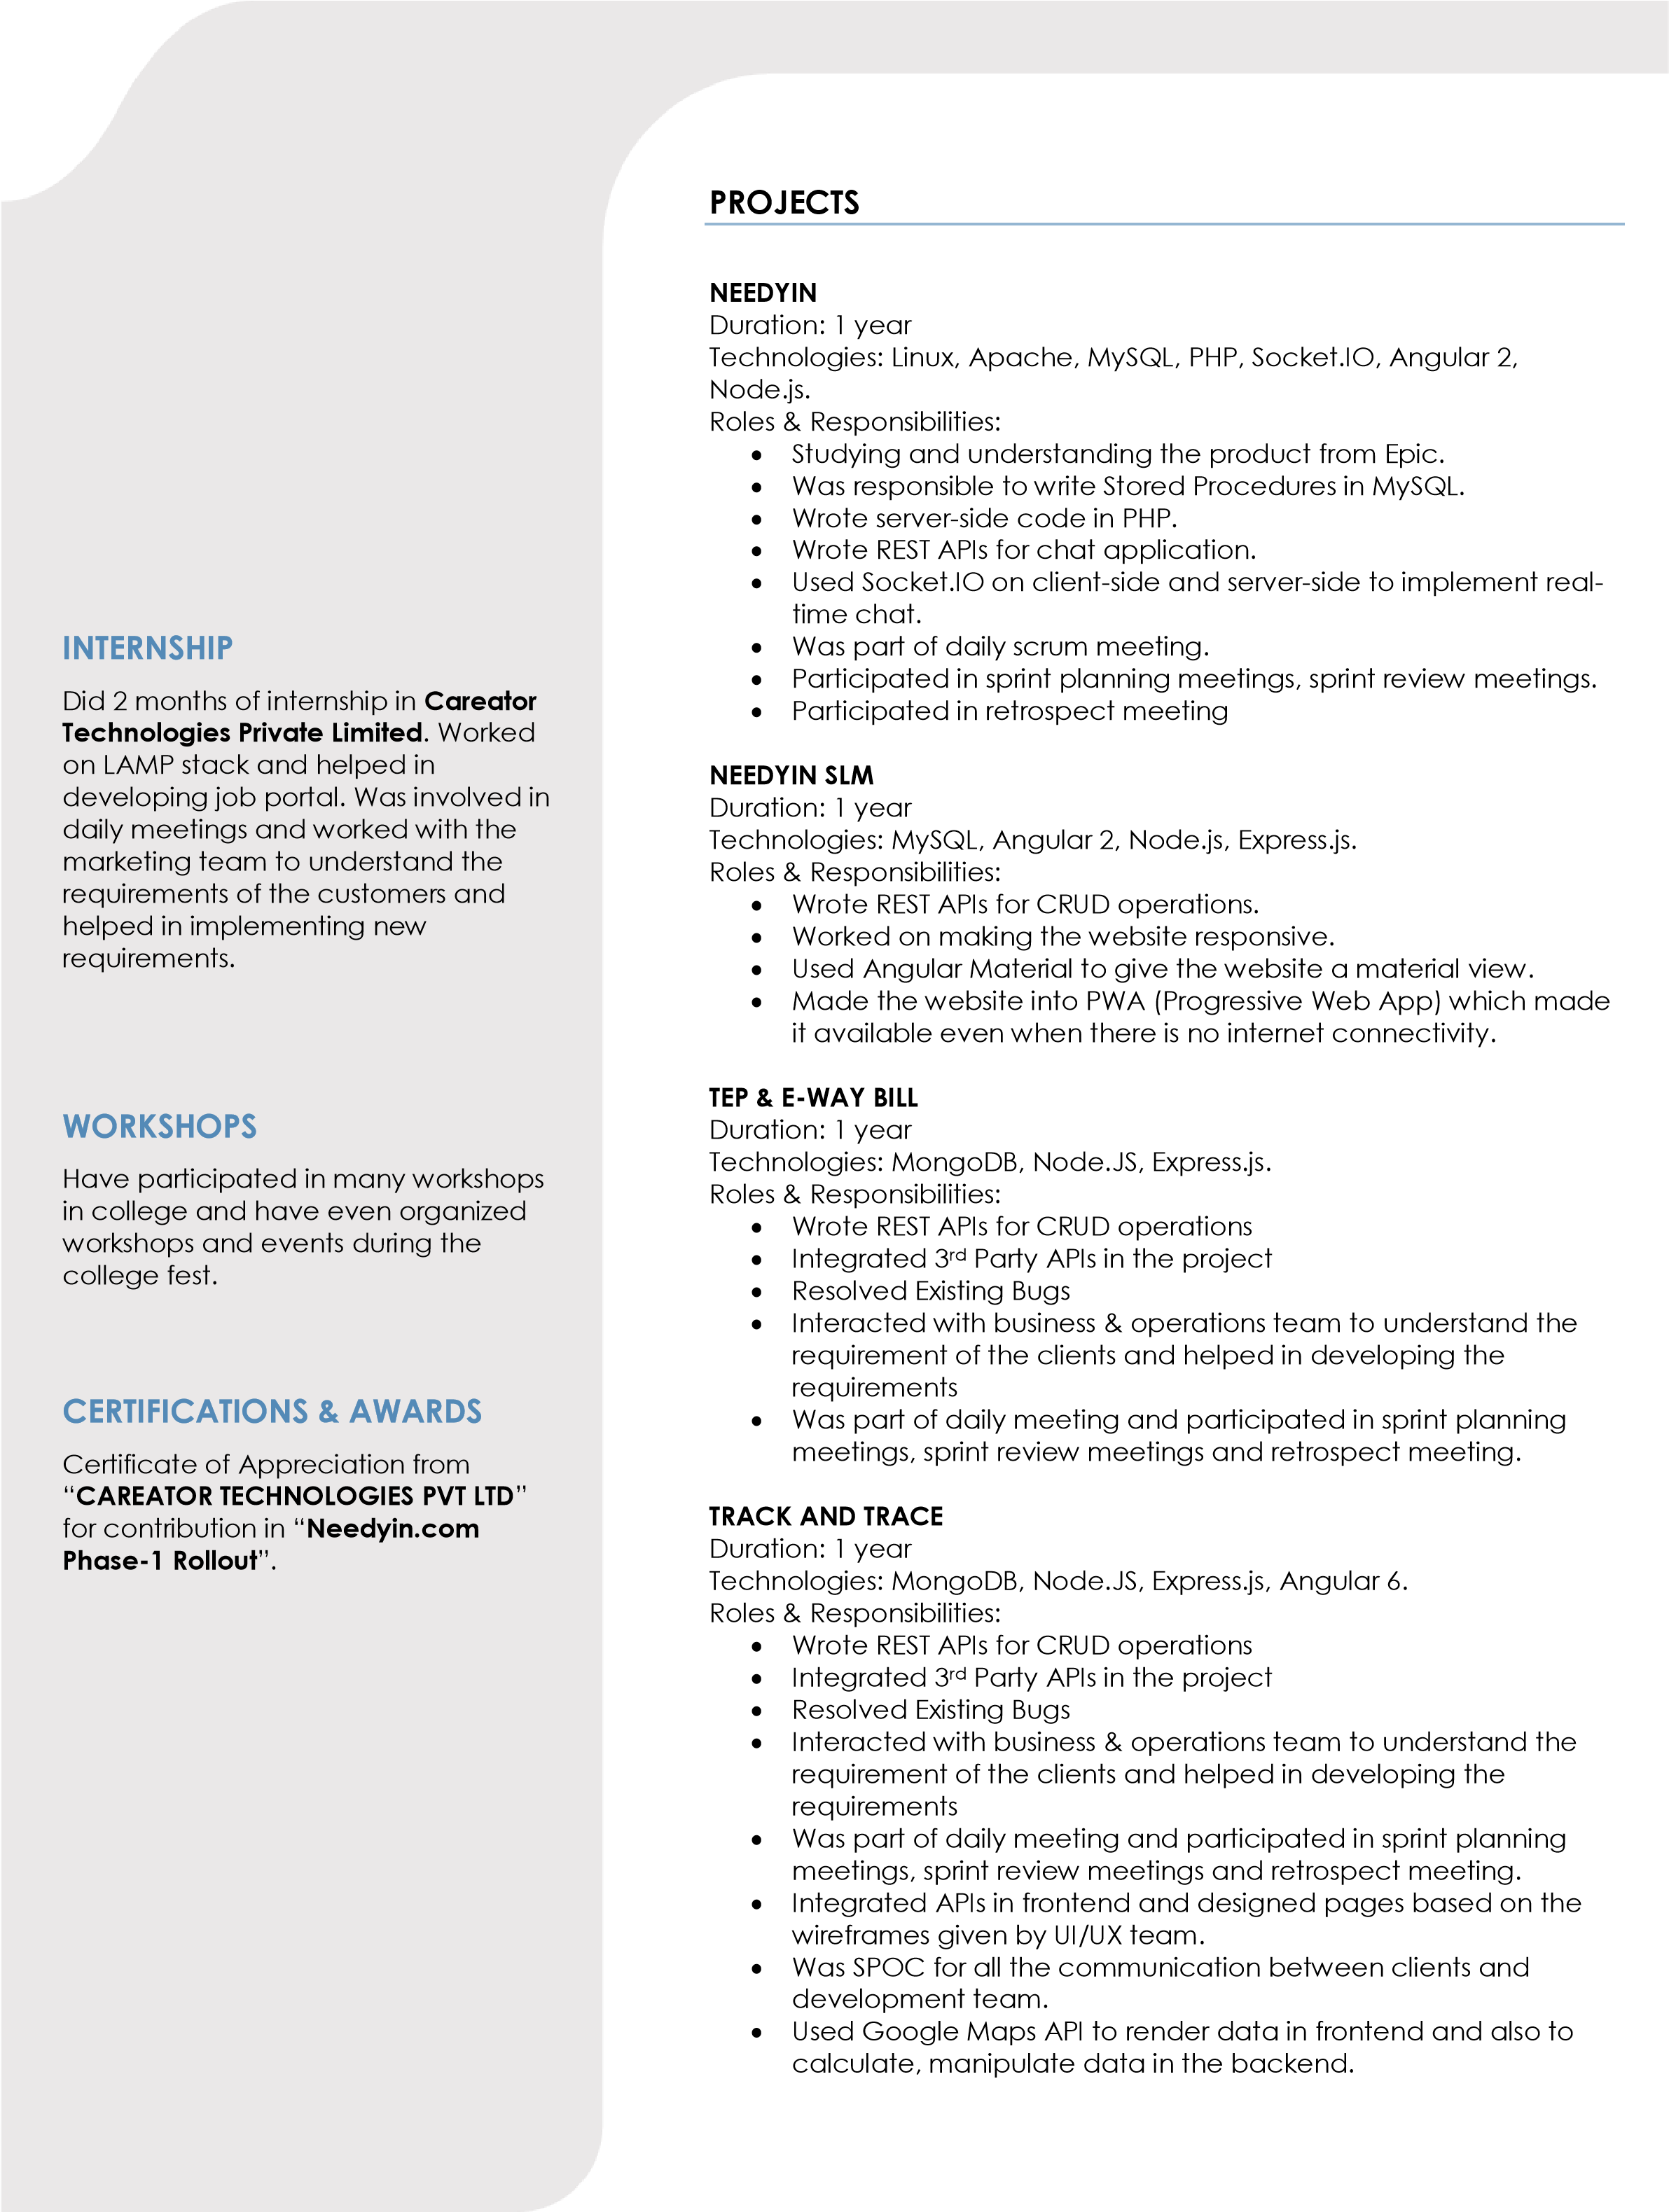 INTERNSHIP
Did 2 months of internship in Careator
Technologies Private Limited. Worked
on LAMP stack and helped in
developing job portal. Was involved in
daily meetings and worked with the
marketing team to understand the
requirements of the customers and
helped in implementing new
requirements.
WORKSHOPS
Have participated in many workshops
in college and have even organized
workshops and events during the
college fest.
CERTIFICATIONS & AWARDS
Certificate of Appreciation from
“CAREATOR TECHNOLOGIES PVT LTD”
for contribution in “Needyin.com
Phase-1 Rollout”.
PROJECTS
NEEDYIN
Duration: 1 year
Technologies: Linux, Apache, MySQL, PHP, Socket.IO, Angular 2,
Node.js.
Roles & Responsibilities:
• Studying and understanding the product from Epic.
• Was responsible to write Stored Procedures in MySQL.
• Wrote server-side code in PHP.
• Wrote REST APIs for chat application.
• Used Socket.IO on client-side and server-side to implement real-
time chat.
• Was part of daily scrum meeting.
• Participated in sprint planning meetings, sprint review meetings.
• Participated in retrospect meeting
NEEDYIN SLM
Duration: 1 year
Technologies: MySQL, Angular 2, Node.js, Express.js.
Roles & Responsibilities:
• Wrote REST APIs for CRUD operations.
• Worked on making the website responsive.
• Used Angular Material to give the website a material view.
• Made the website into PWA (Progressive Web App) which made
it available even when there is no internet connectivity.
TEP & E-WAY BILL
Duration: 1 year
Technologies: MongoDB, Node.JS, Express.js.
Roles & Responsibilities:
• Wrote REST APIs for CRUD operations
• Integrated 3rd Party APIs in the project
• Resolved Existing Bugs
• Interacted with business & operations team to understand the
requirement of the clients and helped in developing the
requirements
• Was part of daily meeting and participated in sprint planning
meetings, sprint review meetings and retrospect meeting.
TRACK AND TRACE
Duration: 1 year
Technologies: MongoDB, Node.JS, Express.js, Angular 6.
Roles & Responsibilities:
• Wrote REST APIs for CRUD operations
• Integrated 3rd Party APIs in the project
• Resolved Existing Bugs
• Interacted with business & operations team to understand the
requirement of the clients and helped in developing the
requirements
• Was part of daily meeting and participated in sprint planning
meetings, sprint review meetings and retrospect meeting.
• Integrated APIs in frontend and designed pages based on the
wireframes given by UI/UX team.
• Was SPOC for all the communication between clients and
development team.
• Used Google Maps API to render data in frontend and also to
calculate, manipulate data in the backend.